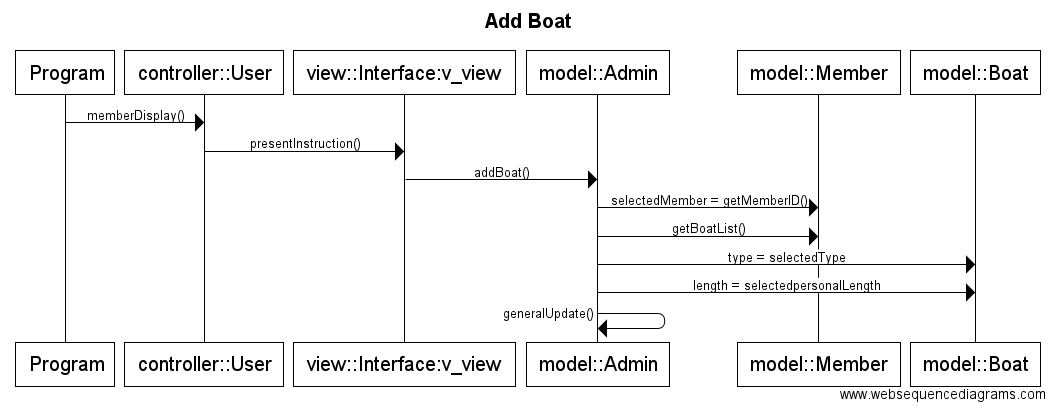 Add Boat
Program controller::User view::Interface:v_view model::Admin model::Member model::Boat
memberDisplay()
presentInstruction()
addBoat()
selectedMember = getMemberID()
getBoatList()
type = selectedType
length = selectedpersonalLength
generalUpdate()
Program controller::User view::Interface:v_view model::Admin model::Member model::Boat
www.websequencediagrams.com